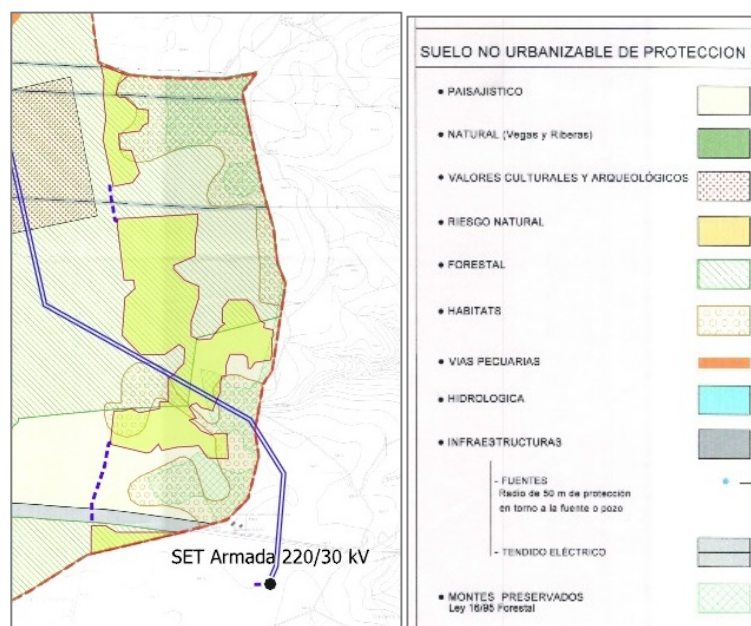 SET Armada 220/30 kV
SUELO NO URBANIZABLE DE PROTECCION
• PAISAJISTICO
• NATURAL (Vegas y Riberas)
• VALORES CULTURALES Y ARQUEOLÓGICOS
• RIESGO NATURAL
• FORESTAL
• HABITATS
• VIAS PECUARIAS
• HIDROLOGICA
• INFRAESTRUCTURAS
- FUENTES
Radio de 50 m de protección
en torno a la fuente o pozo
- TENDIDO ELÉCTRICO
• MONTES PRESERVADOS
Ley 16/95 Forestal